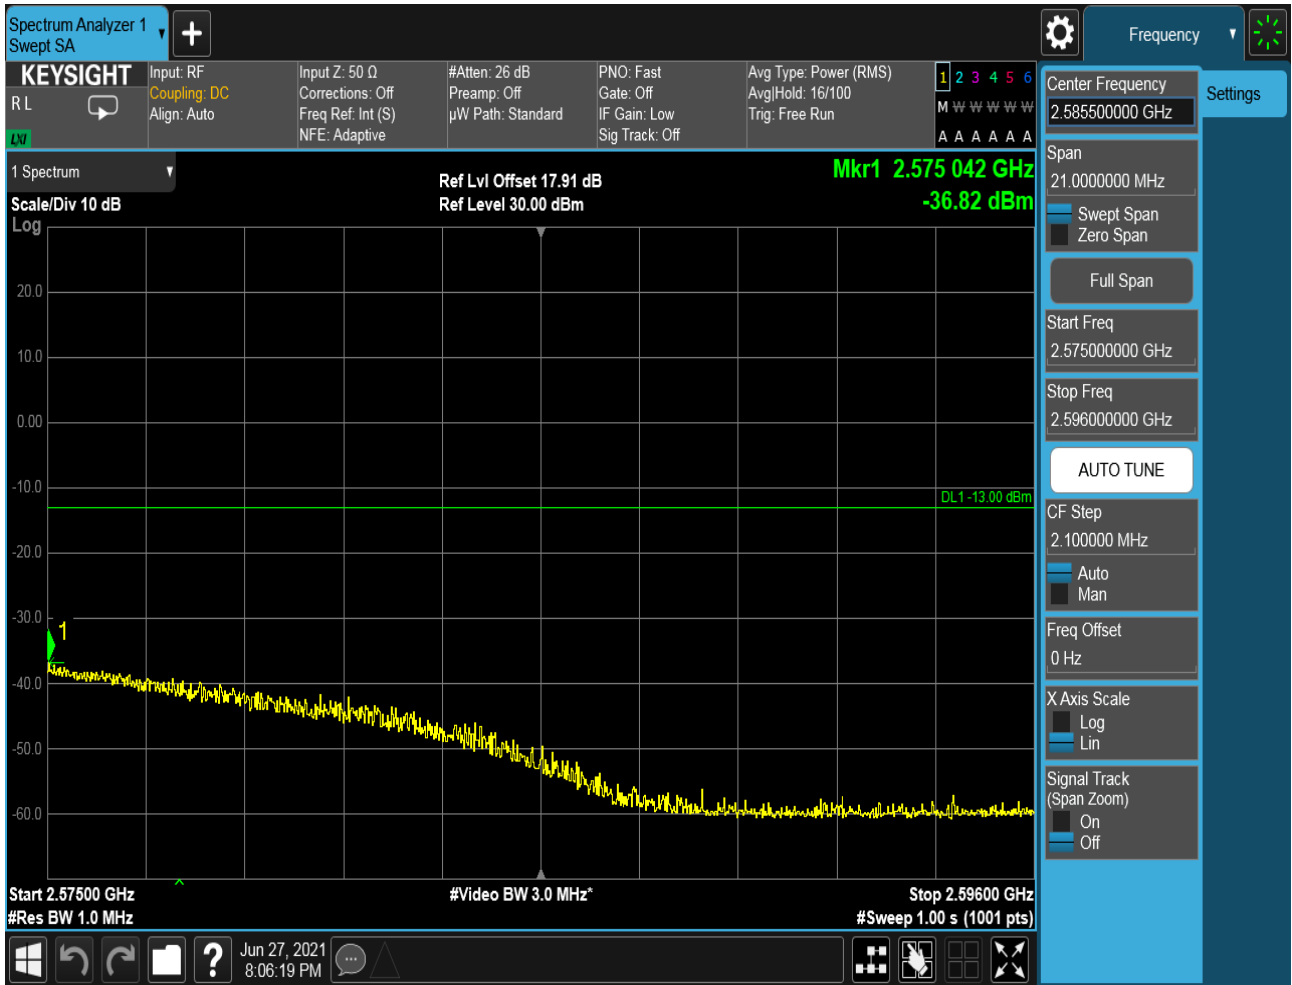 Spectrum Analyzer 1
Swept SA
Frequency
KEYSIGHT
R L
LXI
Input: RF
Coupling: DC
Align: Auto
Input Z: 50 Ω
Corrections: Off
Freq Ref: Int (S)
NFE: Adaptive
#Atten: 26 dB
Preamp: Off
µW Path: Standard
PNO: Fast
Gate: Off
IF Gain: Low
Sig Track: Off
Avg Type: Power (RMS)
Avg|Hold: 16/100
Trig: Free Run
1 2 3 4 5 6
M W W W W W
A A A A A A
1 Spectrum
Scale/Div 10 dB
Log
Ref Lvl Offset 17.91 dB
Ref Level 30.00 dBm
Mkr1 2.575 042 GHz
-36.82 dBm
20.0
10.0
0.00
-10.0
-20.0
-30.0
-40.0
-50.0
-60.0
DL1 -13.00 dBm
1
Start 2.57500 GHz
#Res BW 1.0 MHz
#Video BW 3.0 MHz*
Stop 2.59600 GHz
#Sweep 1.00 s (1001 pts)
?
Jun 27, 2021
8:06:19 PM
Center Frequency
2.585500000 GHz
Settings
Span
21.0000000 MHz
Swept Span
Zero Span
Full Span
Start Freq
2.575000000 GHz
Stop Freq
2.596000000 GHz
AUTO TUNE
CF Step
2.100000 MHz
Auto
Man
Freq Offset
0 Hz
X Axis Scale
Log
Lin
Signal Track
(Span Zoom)
On
Off